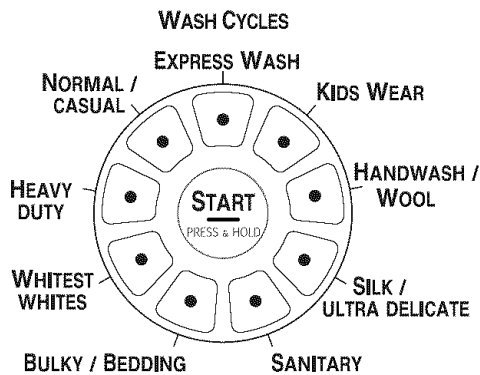 WASH CYCLES
EXPRESS WASH
NORMAL /
CASUAL
KIDS WEAR
HEAVY
DUTY
HANDWASH /
WOOL
START
PRESS & HOLD
WHITEST
WHITES
SILK /
ULTRA DELICATE
BULKY / BEDDING
SANITARY